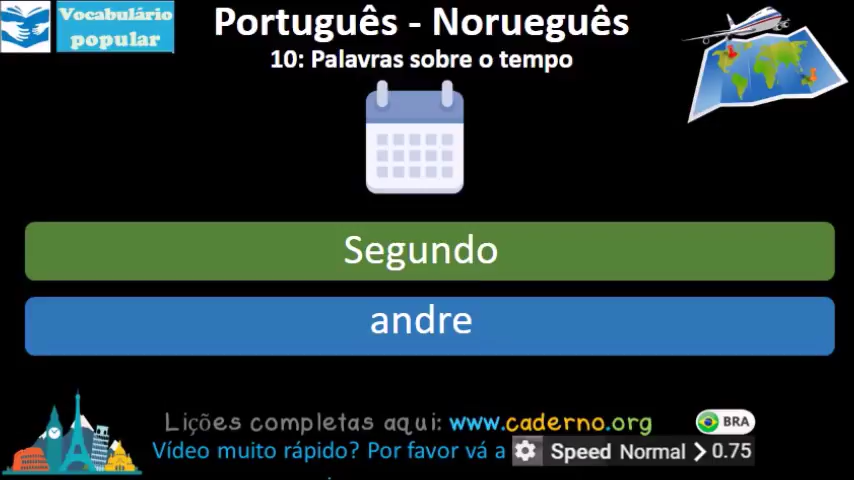 Vocabulário
popular
Português - Norueguês
10: Palavras sobre o tempo
Segundo
andre
Lições completas aqui: www.caderno.org
BRA
Vídeo muito rápido? Por favor vá a Speed Normal > 0.75